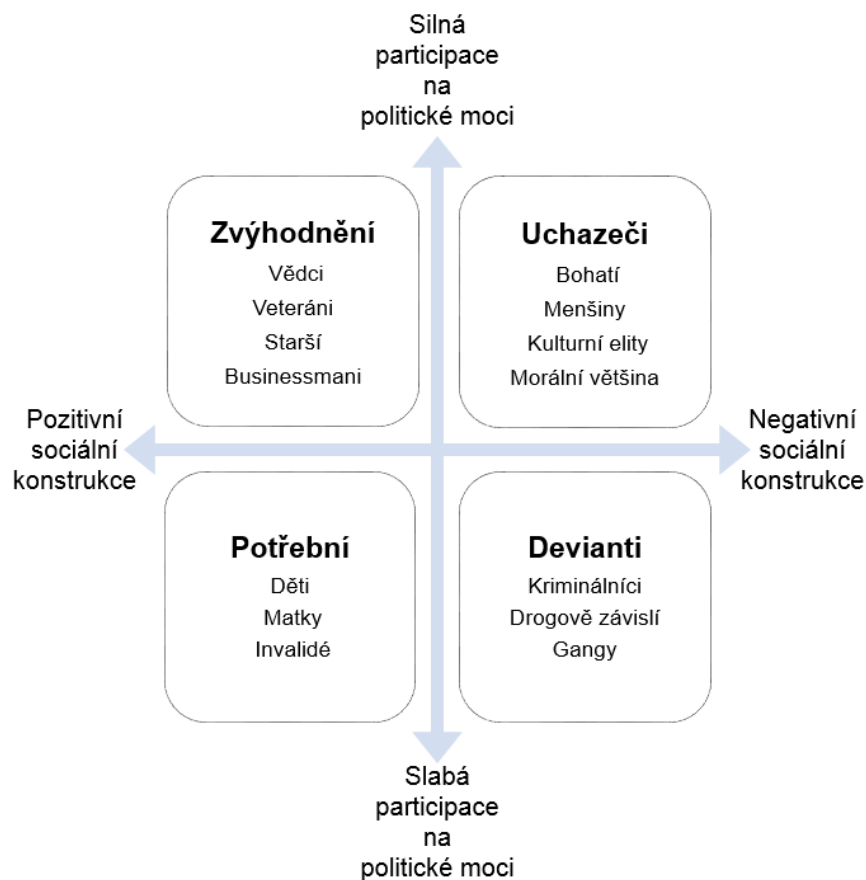 Silná
participace
na
politické moci
Zvýhodnění
Vědci
Veteráni
Starší
Businessmani
Uchazeči
Bohatí
Menšiny
Kulturní elity
Morální většina
Pozitivní
sociální
konstrukce
Negativní
sociální
konstrukce
Potřební
Děti
Matky
Invalidé
Devianti
Kriminálníci
Drogově závislí
Gangy
Slabá
participace
na
politické moci